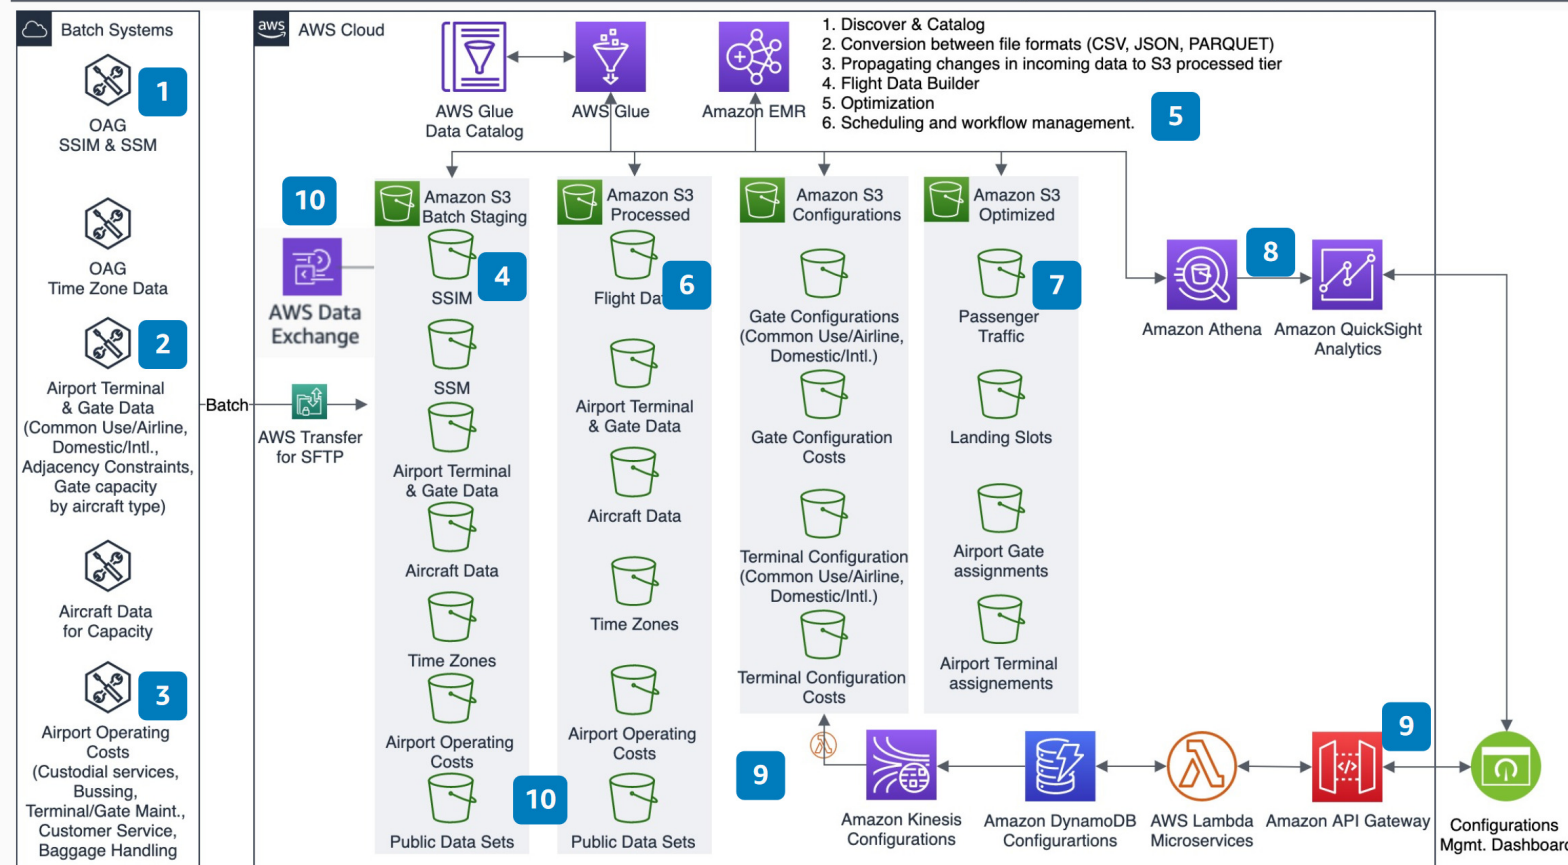 Batch Systems
1
OAG
SSIM & SSM
OAG
Time Zone Data
2
Airport Terminal
& Gate Data
(Common Use/Airline,
Domestic/Intl.,
Adjacency Constraints,
Gate capacity
by aircraft type)
Aircraft Data
for Capacity
3
Airport Operating
Costs
(Custodial services,
Bussing,
Terminal/Gate Maint.,
Customer Service,
Baggage Handling
Batch
aws
AWS Cloud
AWS Glue
Data Catalog
AWS Glue
Amazon EMR
1. Discover & Catalog
2. Conversion between file formats (CSV, JSON, PARQUET)
3. Propagating changes in incoming data to S3 processed tier
4. Flight Data Builder
5. Optimization
6. Scheduling and workflow management.
5
10
AWS Data
Exchange
AWS Transfer
for SFTP
Amazon S3
Batch Staging
4
SSIM
SSM
Airport Terminal
& Gate Data
Aircraft Data
Time Zones
Airport Operating
Costs
Public Data Sets
10
Amazon S3
Processed
6
Flight Da
Airport Terminal
& Gate Data
Aircraft Data
Time Zones
Airport Operating
Costs
Public Data Sets
Amazon S3
Configurations
Gate Configurations
(Common Use/Airline,
Domestic/Intl.)
Gate Configuration
Costs
Terminal Configuration
(Common Use/Airline,
Domestic/Intl.)
Terminal Configuration
Costs
Amazon S3
Optimized
7
Passenger
Traffic
Landing Slots
Airport Gate
assignments
Airport Terminal
assignements
8
Amazon Athena
Amazon QuickSight
Analytics
9
Amazon Kinesis
Configurations
Amazon DynamoDB
Configurartions
AWS Lambda
Microservices
Amazon API Gateway
9
Configurations
Mgmt. Dashboard